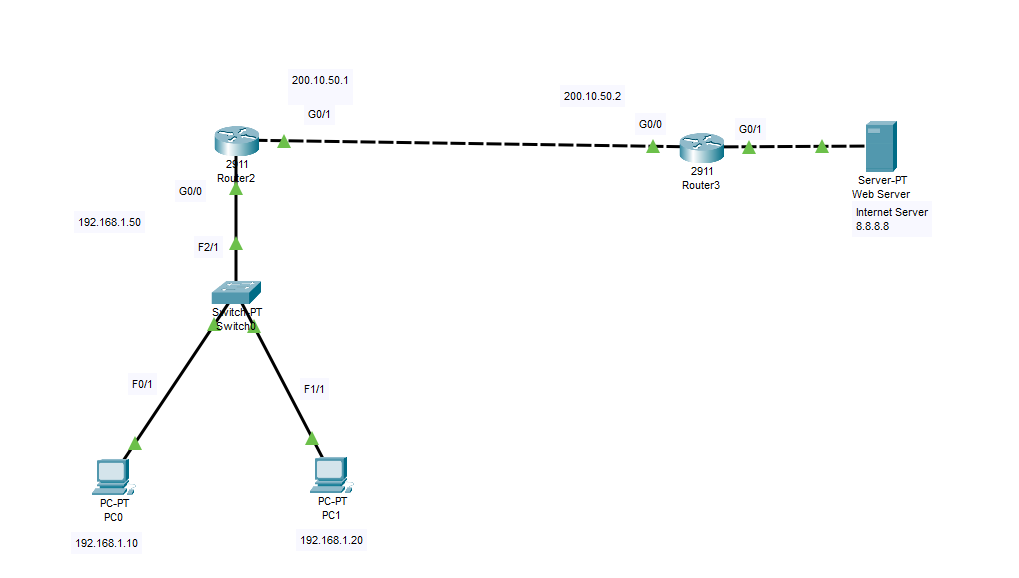 200.10.50.1
G0/1
200.10.50.2
G0/0
G0/1
2911
Router2
2911
Router3
Server-PT
Web Server
Internet Server
8.8.8.8
G0/0
192.168.1.50
F2/1
Switch-PT
Switch0
F0/1
F1/1
PC-PT
PC0
PC-PT
PC1
192.168.1.10
192.168.1.20